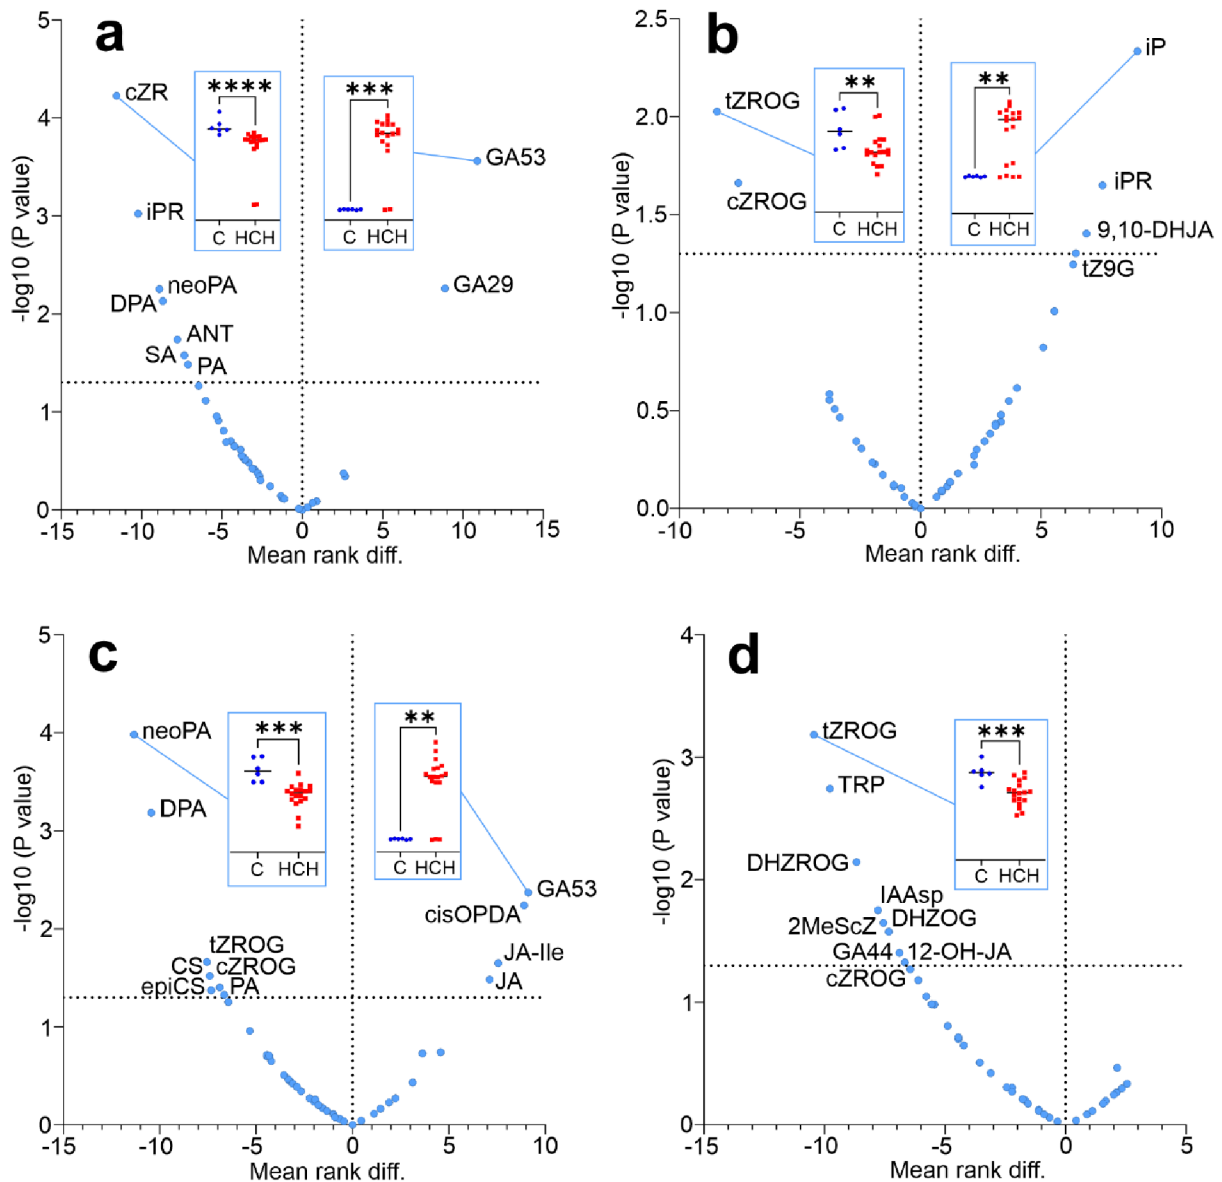 a
5
4
3
2
1
0
-log10 (P value)
cZR
iPR
neoPA
DPA
ANT
SA
PA
****
C HCH
***
C HCH
GA53
GA29
-15 -10 -5 0 5 10 15
Mean rank diff.
b
2.5
2.0
1.5
1.0
0.5
0.0
-log10 (P value)
tZROG
cZROG
**
C HCH
**
C HCH
iP
iPR
9,10-DHJA
tZ9G
-10 -5 0 5 10
Mean rank diff.
c
5
4
3
2
1
0
-log10 (P value)
neoPA
DPA
***
C HCH
**
C HCH
GA53
cisOPDA
JA-Ile
JA
tZROG
CS cZROG
epiCS PA
-15 -10 -5 0 5 10
Mean rank diff.
d
4
3
2
1
0
-log10 (P value)
tZROG
TRP
***
C HCH
DHZROG
IAAsp
2MeScZ DHZOG
GA44 12-OH-JA
cZROG
-15 -10 -5 0 5
Mean rank diff.